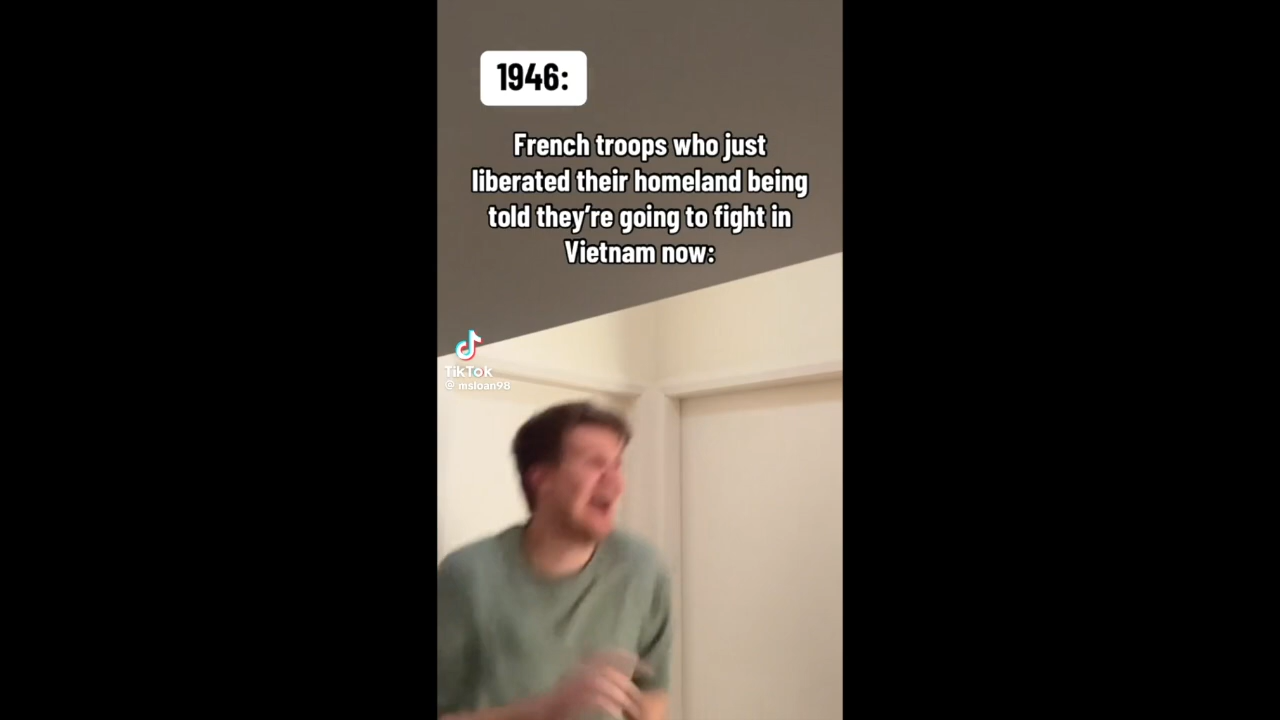 1946:
French troops who just
liberated their homeland being
told they're going to fight in
Vietnam now:
TikTok
@ msloan98